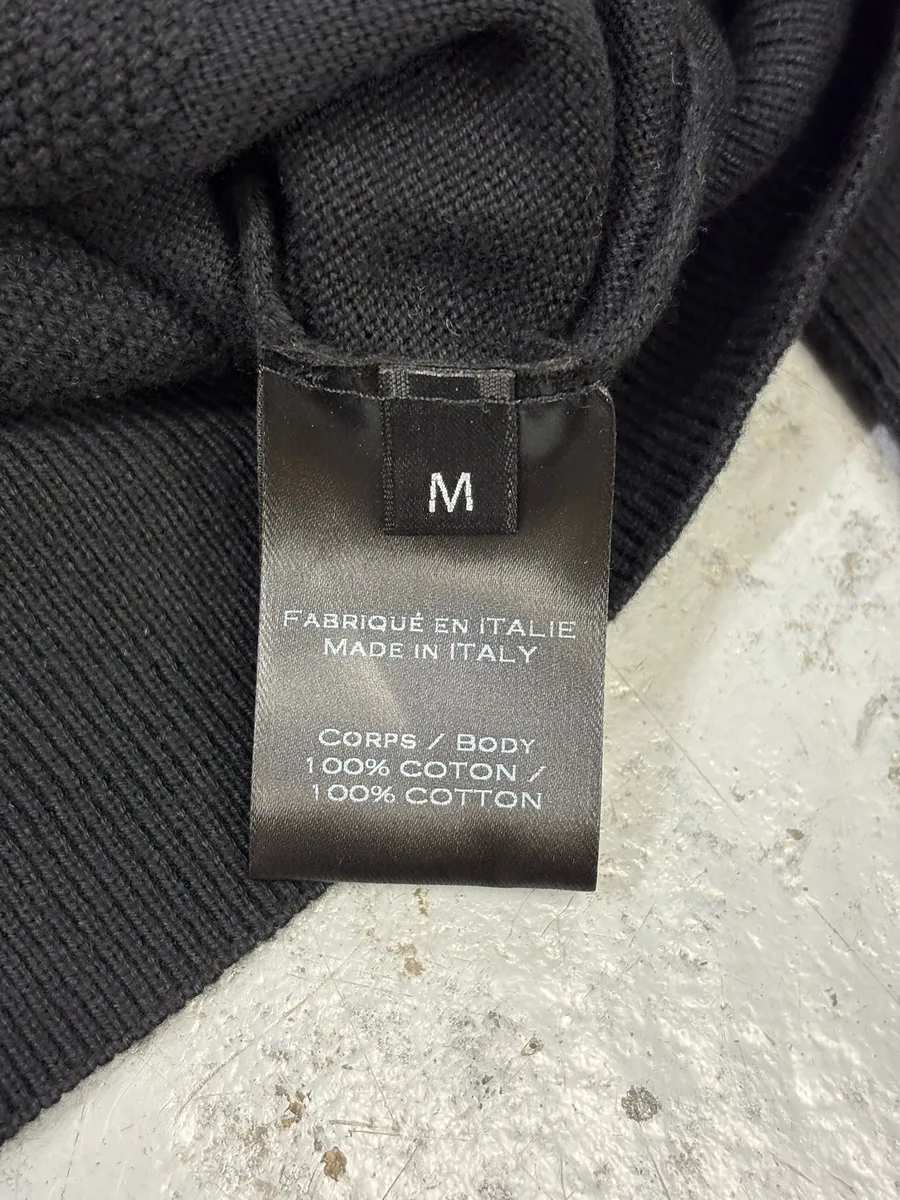 M
FABRIQUÉ EN ITALIE
MADE IN ITALY
CORPS / BODY
100% COTON /
100% COTTON